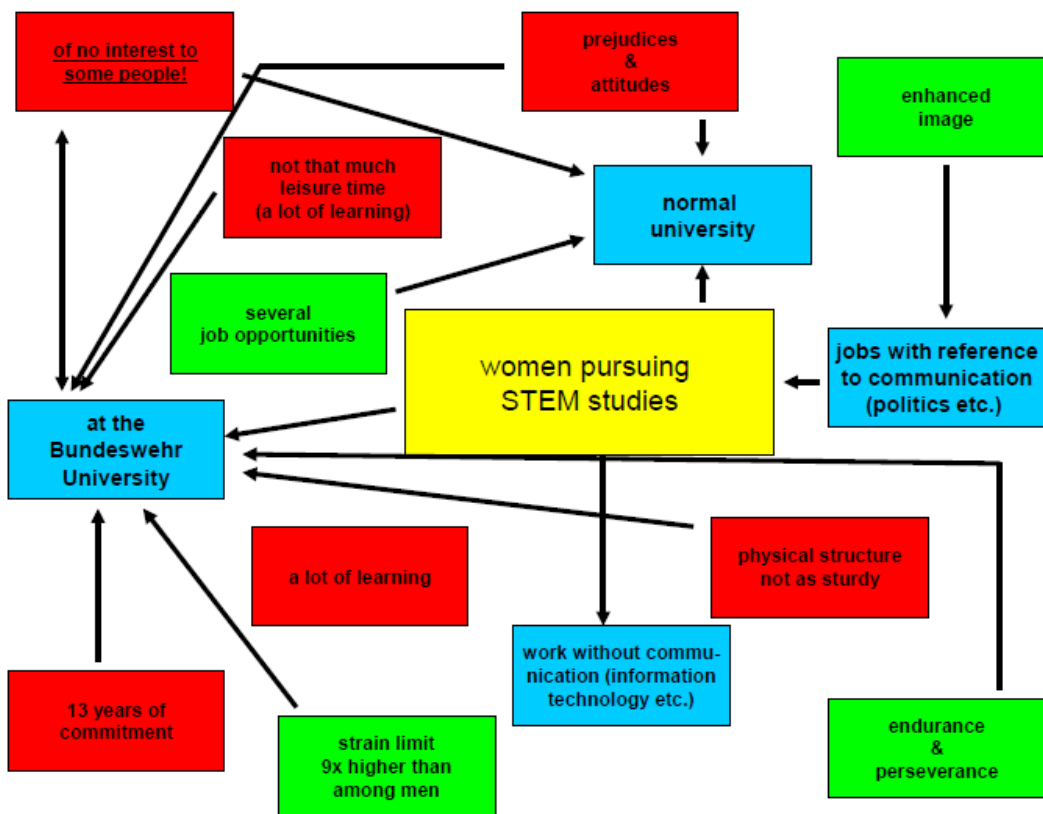 of no interest to
some people!
prejudices
&
attitudes
enhanced
image
not that much
leisure time
(a lot of learning)
normal
university
several
job opportunities
women pursuing
STEM studies
jobs with reference
to communication
(politics etc.)
at the
Bundeswehr
University
a lot of learning
physical structure
not as sturdy
work without commu-
nication (information
technology etc.)
13 years of
commitment
strain limit
9x higher than
among men
endurance
&
perseverance